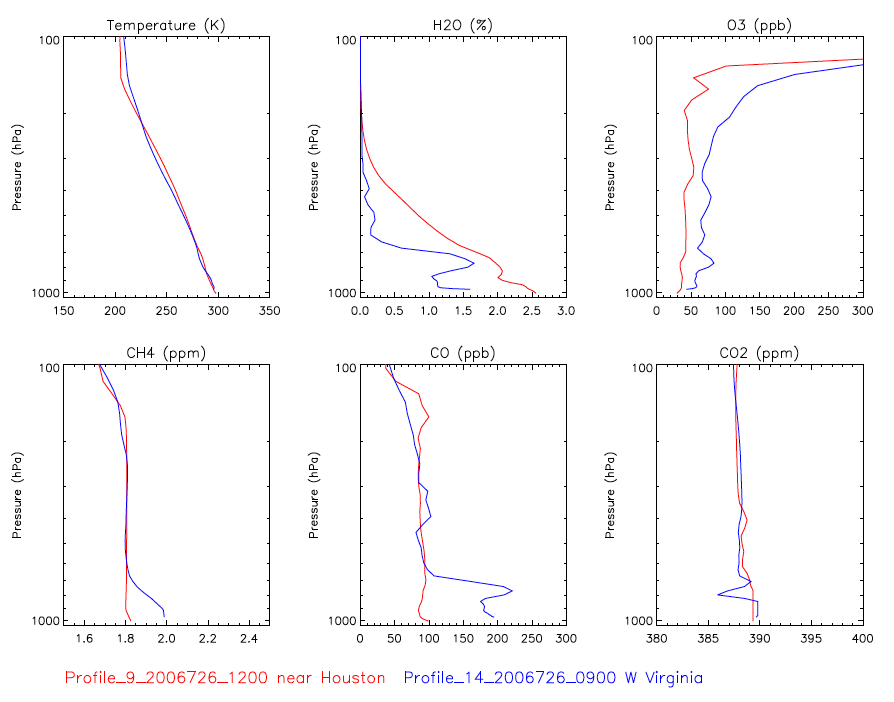 Temperature (K) H2O (%) O3 (ppb)
100 100 100
Pressure (hPa) Pressure (hPa) Pressure (hPa)
1000 1000 1000
150 200 250 300 350 0.0 0.5 1.0 1.5 2.0 2.5 3.0 0 50 100 150 200 250 300
CH4 (ppm) CO (ppb) CO2 (ppm)
100 100 100
Pressure (hPa) Pressure (hPa) Pressure (hPa)
1000 1000 1000
1.6 1.8 2.0 2.2 2.4 0 50 100 150 200 250 300 380 385 390 395 400
Profile_9_2006726_1200 near Houston Profile_14_2006726_0900 W Virginia